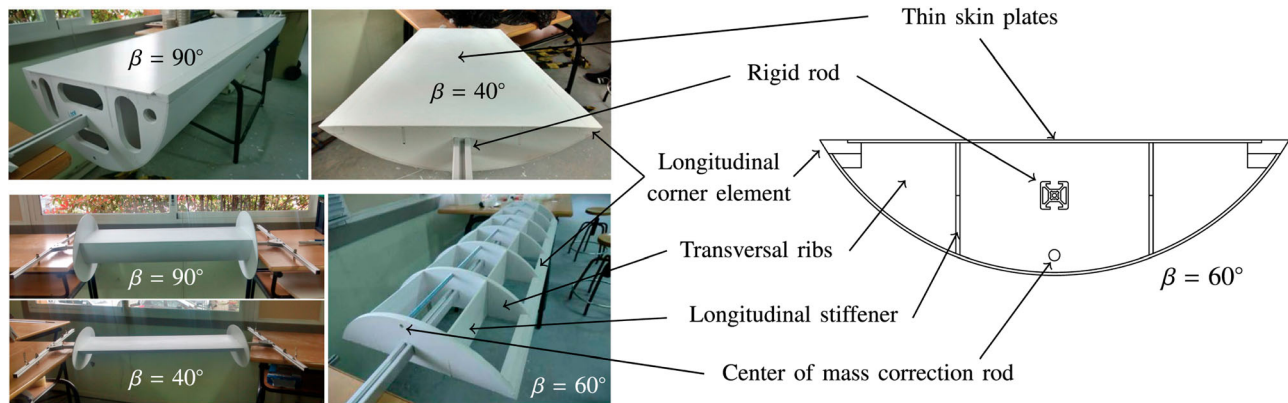 β = 90°
β = 40°
β = 90°
β = 40°
β = 60°
Thin skin plates
Rigid rod
Longitudinal
corner element
Transversal ribs
Longitudinal stiffener
Center of mass correction rod
β = 60°